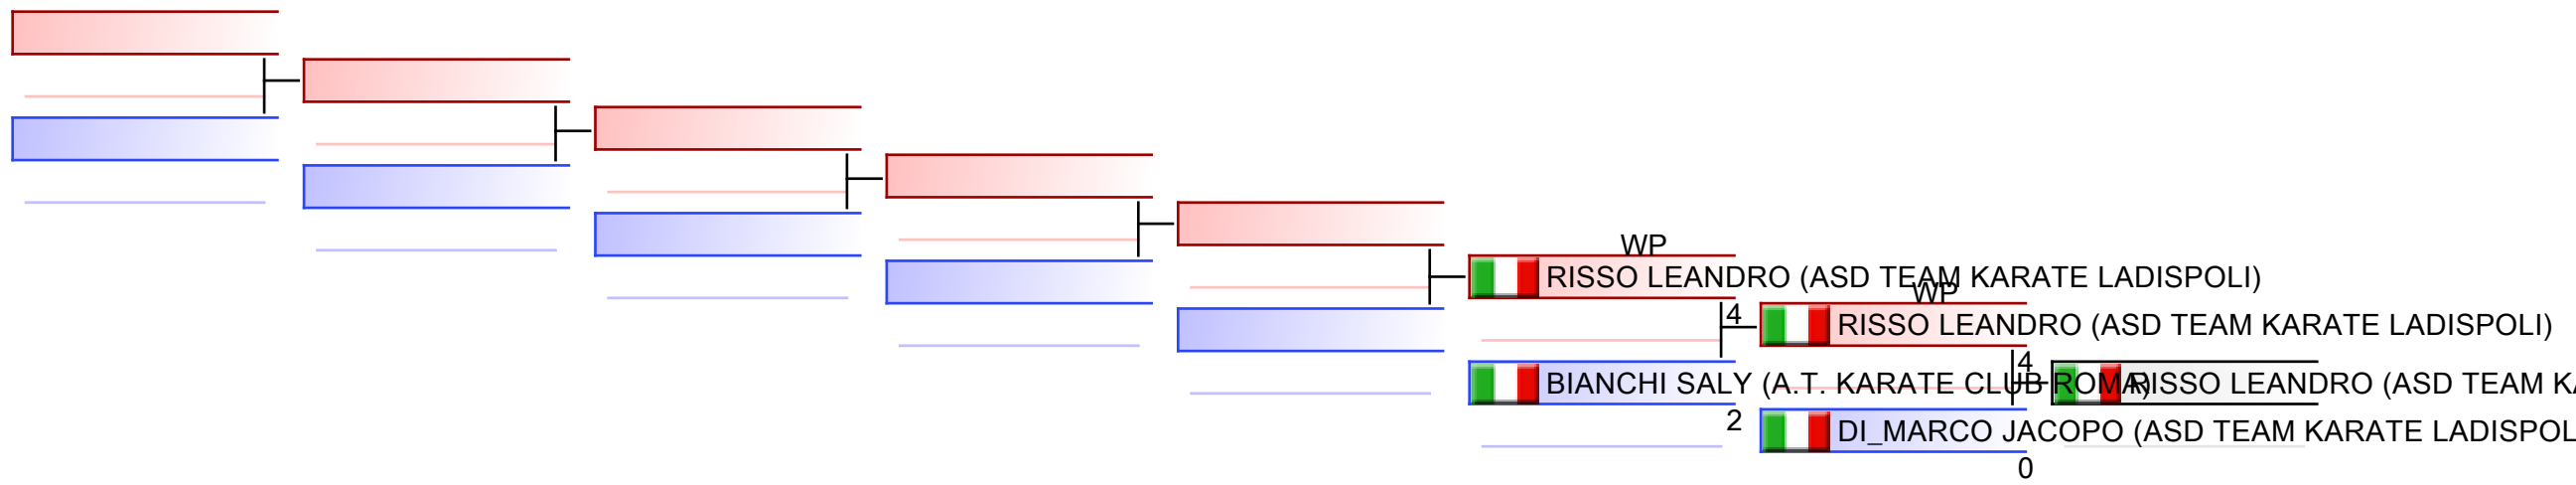 WP
RISSO LEANDRO (ASD TEAM KARATE LADISPOLI)
WP
4
RISSO LEANDRO (ASD TEAM KARATE LADISPOLI)
4
BIANCHI SALY (A.T. KARATE CLUB ROMA)
RISSO LEANDRO (ASD TEAM KA
2
DI_MARCO JACOPO (ASD TEAM KARATE LADISPOL
0